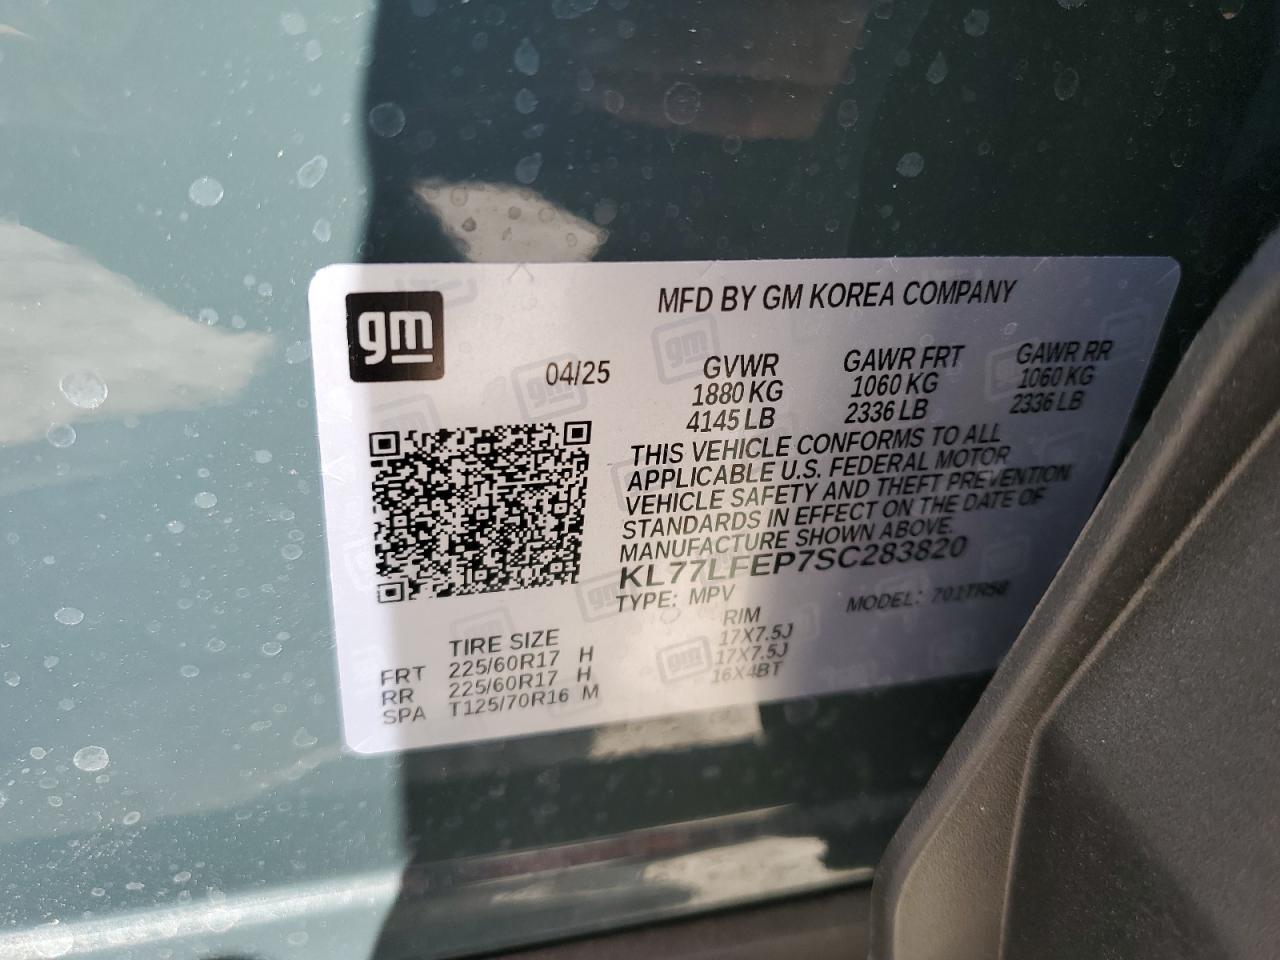 gm
MFD BY GM KOREA COMPANY
04/25
GVWR GAWR FRT GAWR RR
1880 KG 1060 KG 1060 KG
4145 LB 2336 LB 2336 LB
THIS VEHICLE CONFORMS TO ALL
APPLICABLE U.S. FEDERAL MOTOR
VEHICLE SAFETY AND THEFT PREVENTION
STANDARDS IN EFFECT ON THE DATE OF
MANUFACTURE SHOWN ABOVE.
KL77LFEP7SC283820
TYPE: MPV MODEL: 701TR58
TIRE SIZE RIM
FRT 225/60R17 H 17X7.5J
RR 225/60R17 H 17X7.5J
SPA T125/70R16 M 16X4BT